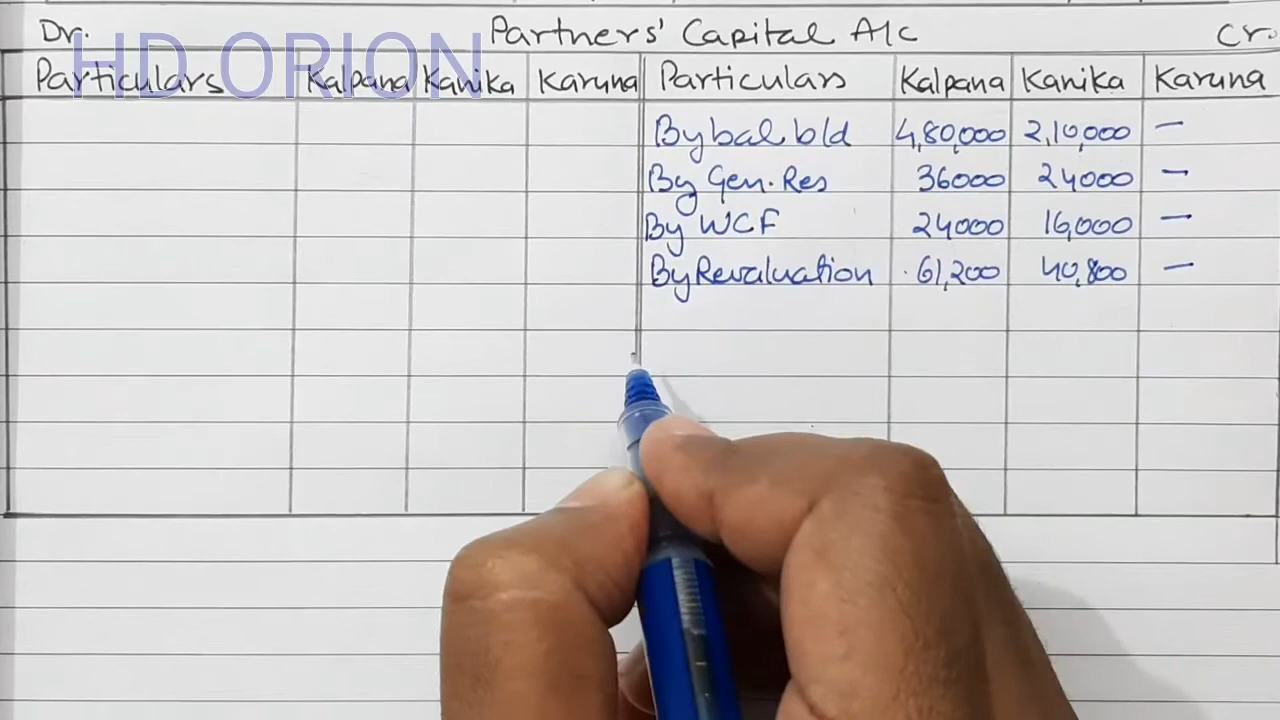 Dr. Partners' Capital A/c Cr.
HD ORION
Particulars Kalpana Kanika Karuna Particulars Kalpana Kanika Karuna
By bal b/d 4,80,000 2,10,000 —
By Gen. Res 36000 24000 —
By WCF 24000 16,000 —
By Revaluation 61,200 40,800 —